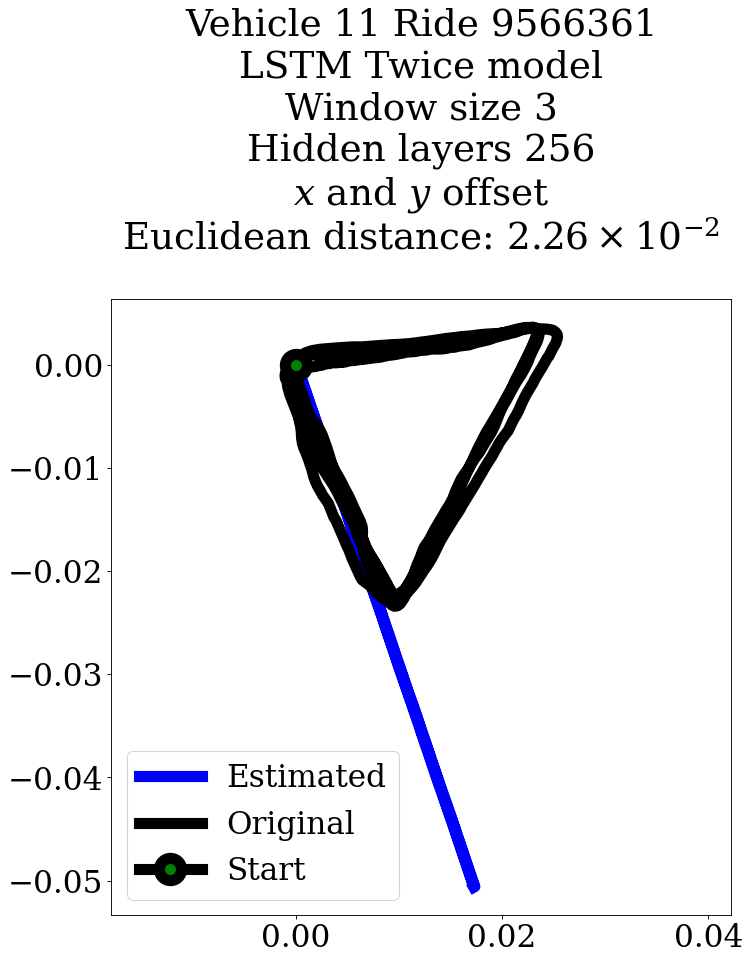 Vehicle 11 Ride 9566361
LSTM Twice model
Window size 3
Hidden layers 256
x and y offset
Euclidean distance: 2.26 × 10⁻²
0.00
−0.01
−0.02
−0.03
−0.04
−0.05
Estimated
Original
Start
0.00 0.02 0.04